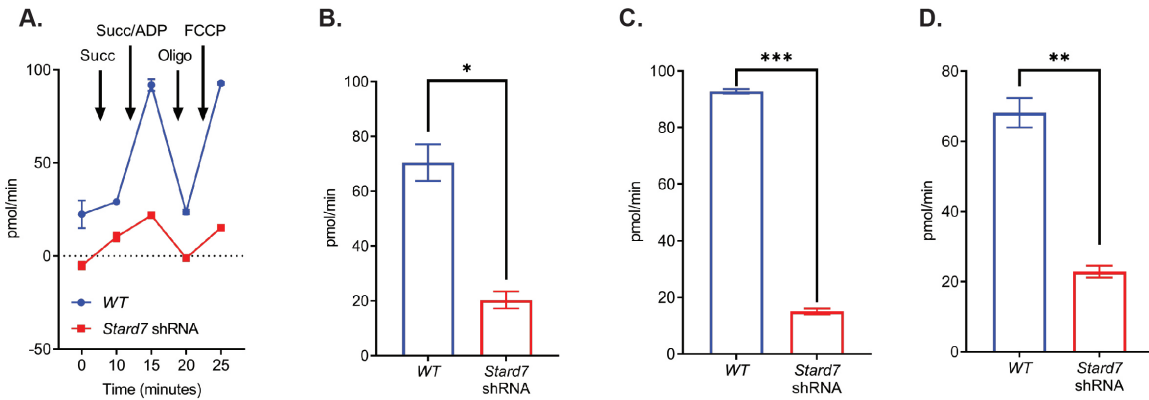 A.
Succ/ADP
FCCP
Succ
Oligo
100
50
0
-50
pmol/min
WT
Stard7 shRNA
0 10 15 20 25
Time (minutes)
B.
*
100
80
60
40
20
0
pmol/min
WT
Stard7
shRNA
C.
***
100
80
60
40
20
0
pmol/min
WT
Stard7
shRNA
D.
**
80
60
40
20
0
pmol/min
WT
Stard7
shRNA